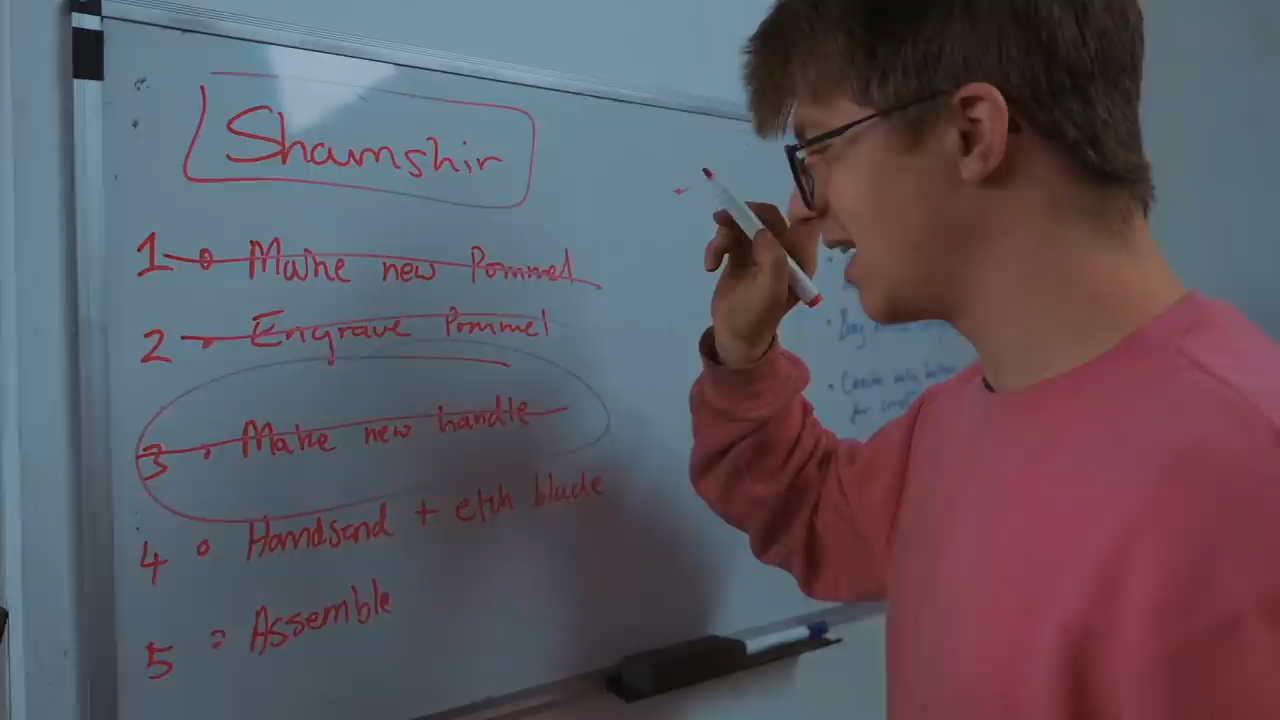 Shamshir
1 Make new Pommel
2 Engrave Pommel
3 Make new handle
4 Handsand + etch blade
5 Assemble